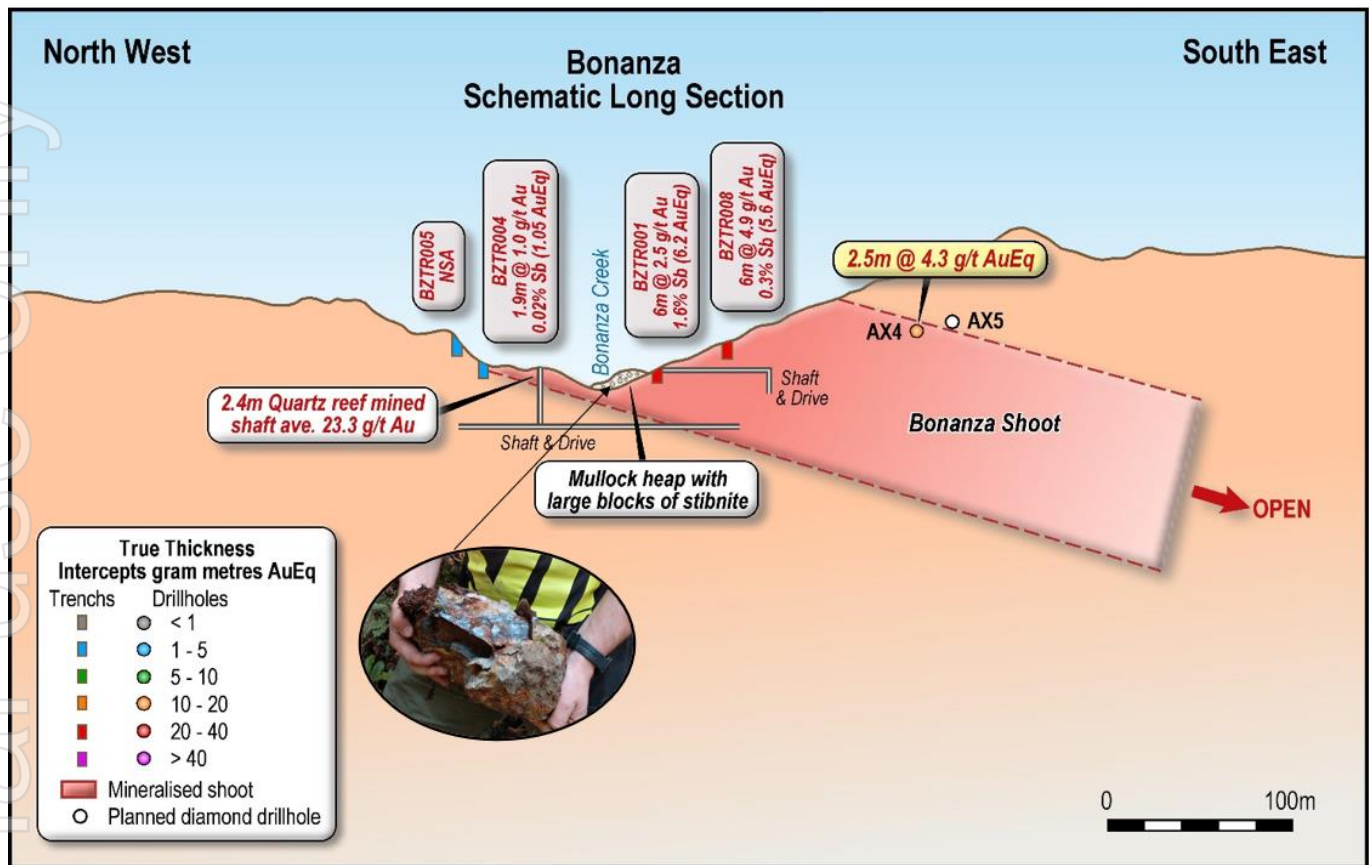 North West
Bonanza
Schematic Long Section
South East
BZTR005
NSA
BZTR004
1.9m @ 1.0 g/t Au
0.02% Sb (1.05 AuEq)
Bonanza Creek
BZTR001
6m @ 2.5 g/t Au
1.6% Sb (6.2 AuEq)
BZTR008
6m @ 4.9 g/t Au
0.3% Sb (5.6 AuEq)
2.5m @ 4.3 g/t AuEq
AX4
AX5
2.4m Quartz reef mined
shaft ave. 23.3 g/t Au
Shaft & Drive
Shaft
& Drive
Bonanza Shoot
Mullock heap with
large blocks of stibnite
OPEN
True Thickness
Intercepts gram metres AuEq
Trenchs Drillholes
< 1
1 - 5
5 - 10
10 - 20
20 - 40
> 40
Mineralised shoot
Planned diamond drillhole
0 100m